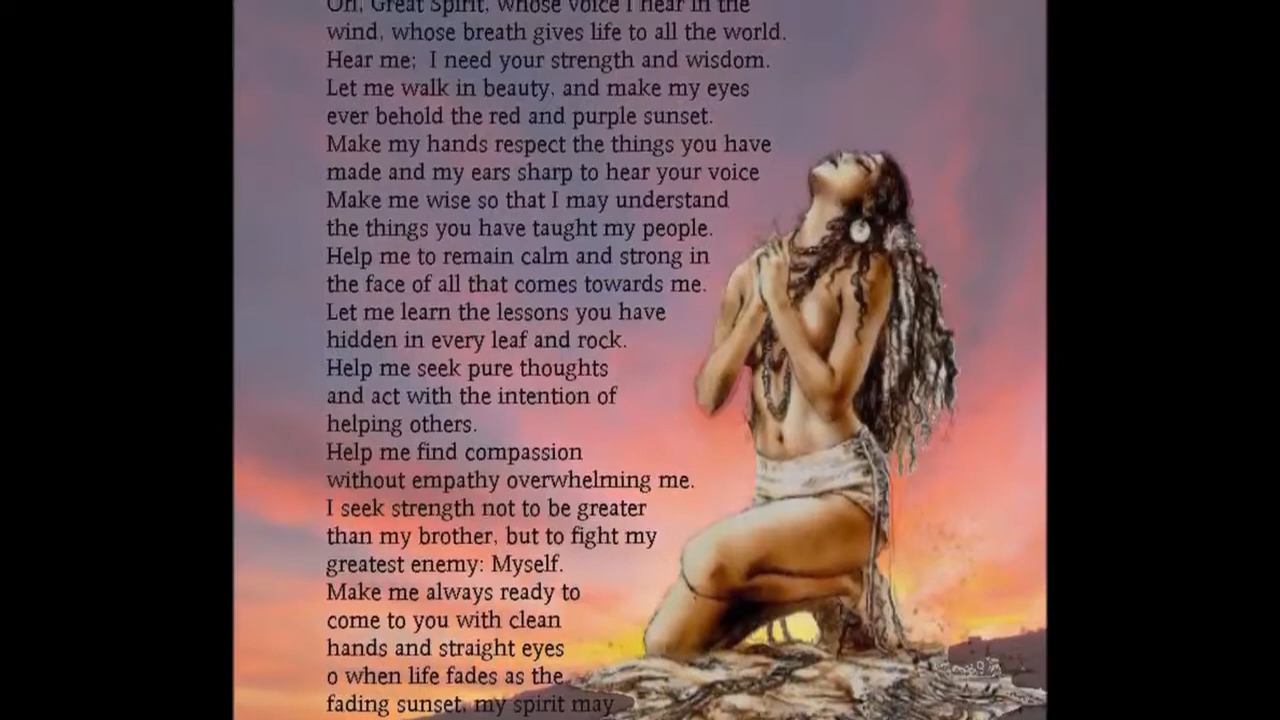 Oh, Great Spirit, whose voice I hear in the
wind, whose breath gives life to all the world.
Hear me; I need your strength and wisdom.
Let me walk in beauty, and make my eyes
ever behold the red and purple sunset.
Make my hands respect the things you have
made and my ears sharp to hear your voice
Make me wise so that I may understand
the things you have taught my people.
Help me to remain calm and strong in
the face of all that comes towards me.
Let me learn the lessons you have
hidden in every leaf and rock.
Help me seek pure thoughts
and act with the intention of
helping others.
Help me find compassion
without empathy overwhelming me.
I seek strength not to be greater
than my brother, but to fight my
greatest enemy: Myself.
Make me always ready to
come to you with clean
hands and straight eyes
o when life fades as the
fading sunset, my spirit may